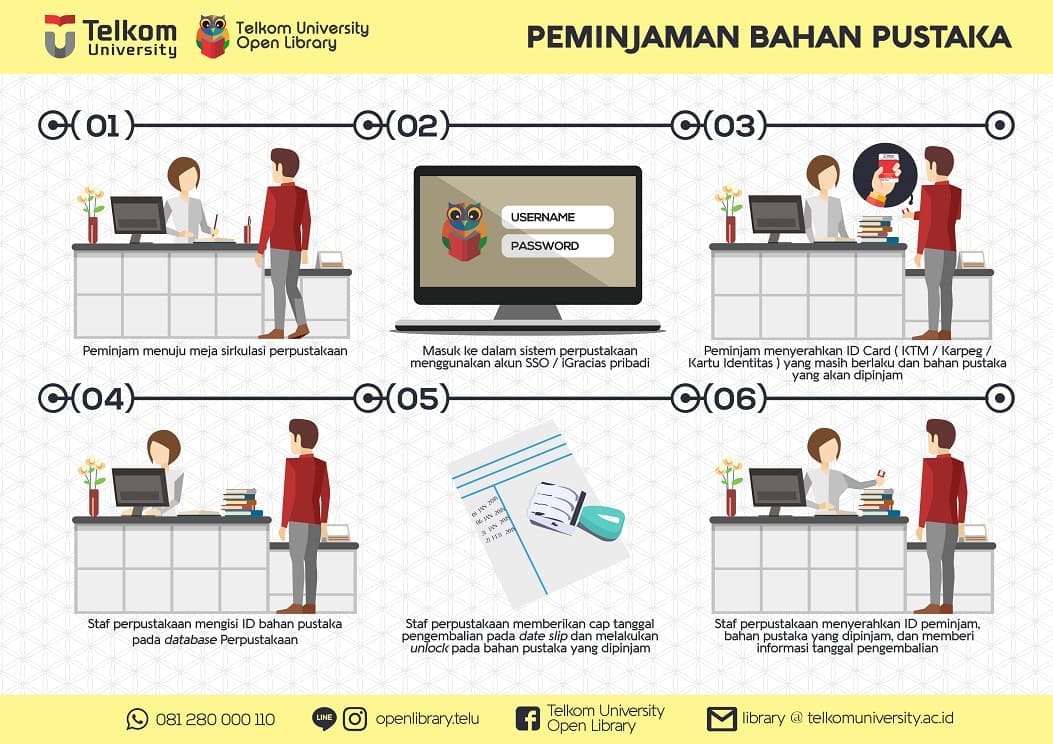 Telkom
University
Telkom University
Open Library
PEMINJAMAN BAHAN PUSTAKA
01
02
03
USERNAME
PASSWORD
Peminjam menuju meja sirkulasi perpustakaan
Masuk ke dalam sistem perpustakaan
menggunakan akun SSO / iGracias pribadi
Peminjam menyerahkan ID Card ( KTM / Karpeg /
Kartu Identitas ) yang masih berlaku dan bahan pustaka
yang akan dipinjam
04
05
06
Staf perpustakaan mengisi ID bahan pustaka
pada database Perpustakaan
Staf perpustakaan memberikan cap tanggal
pengembalian pada date slip dan melakukan
unlock pada bahan pustaka yang dipinjam
Staf perpustakaan menyerahkan ID peminjam,
bahan pustaka yang dipinjam, dan memberi
informasi tanggal pengembalian
081 280 000 110
LINE
openlibrary.telu
Telkom University
Open Library
library @ telkomuniversity.ac.id